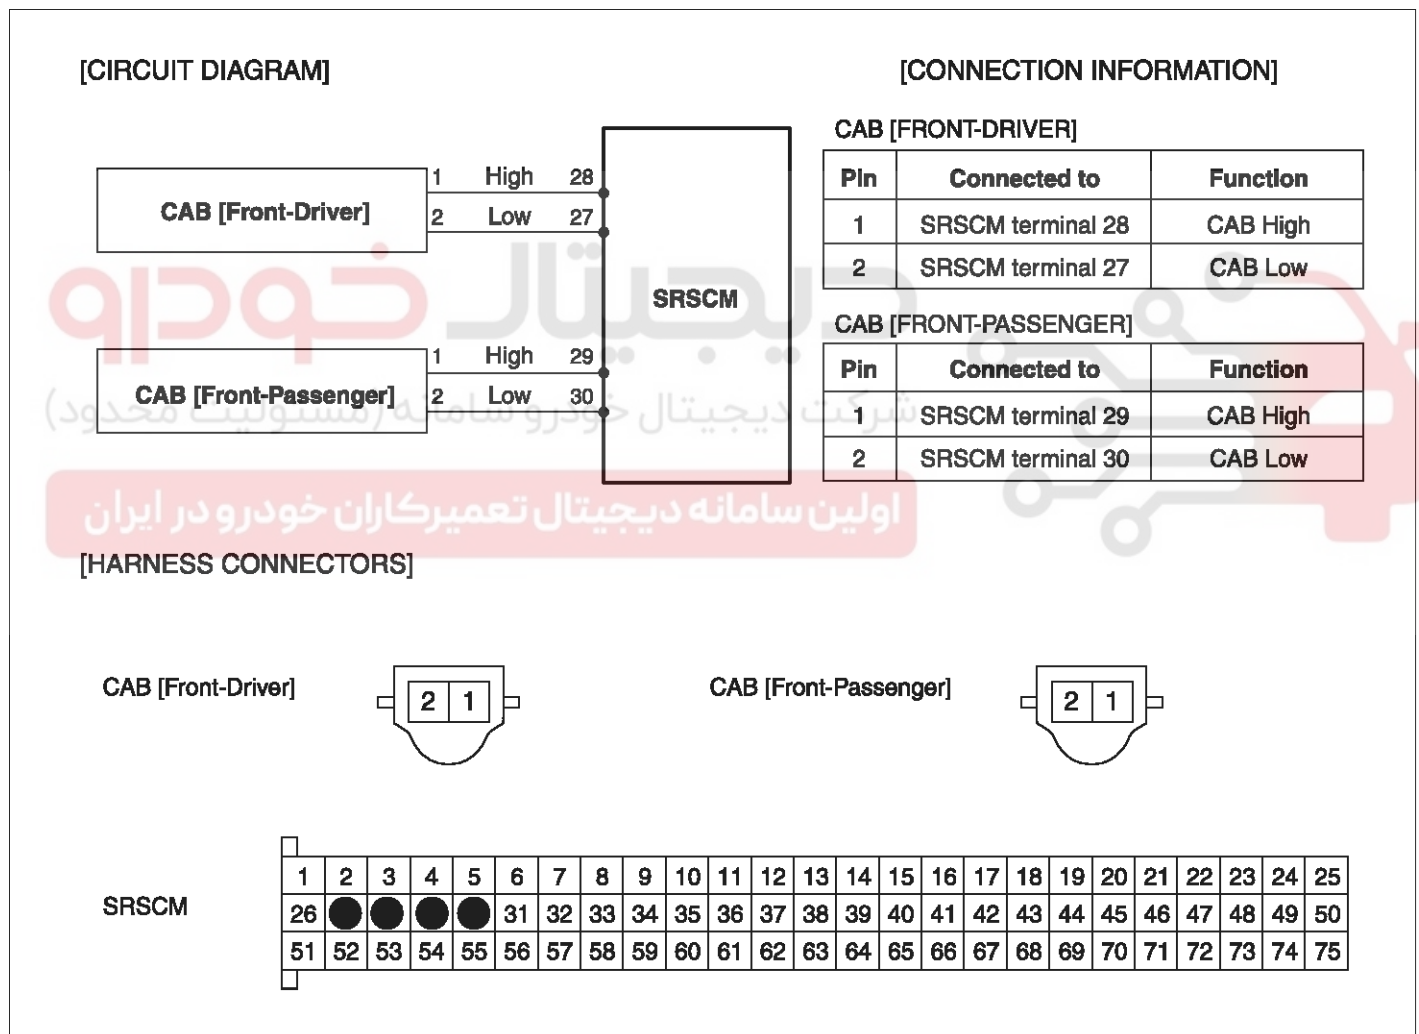 [CIRCUIT DIAGRAM]
[CONNECTION INFORMATION]
CAB [Front-Driver]
1 High 28
2 Low 27
SRSCM
CAB [Front-Passenger]
1 High 29
2 Low 30
CAB [FRONT-DRIVER]
Pin Connected to Function
1 SRSCM terminal 28 CAB High
2 SRSCM terminal 27 CAB Low
CAB [FRONT-PASSENGER]
Pin Connected to Function
1 SRSCM terminal 29 CAB High
2 SRSCM terminal 30 CAB Low
دیجیتال خودرو
شرکت دیجیتال خودرو سامانه (مسئولیت محدود)
اولین سامانه دیجیتال تعمیرکاران خودرو در ایران
[HARNESS CONNECTORS]
CAB [Front-Driver]
2 1
CAB [Front-Passenger]
2 1
SRSCM
1 2 3 4 5 6 7 8 9 10 11 12 13 14 15 16 17 18 19 20 21 22 23 24 25
26 31 32 33 34 35 36 37 38 39 40 41 42 43 44 45 46 47 48 49 50
51 52 53 54 55 56 57 58 59 60 61 62 63 64 65 66 67 68 69 70 71 72 73 74 75